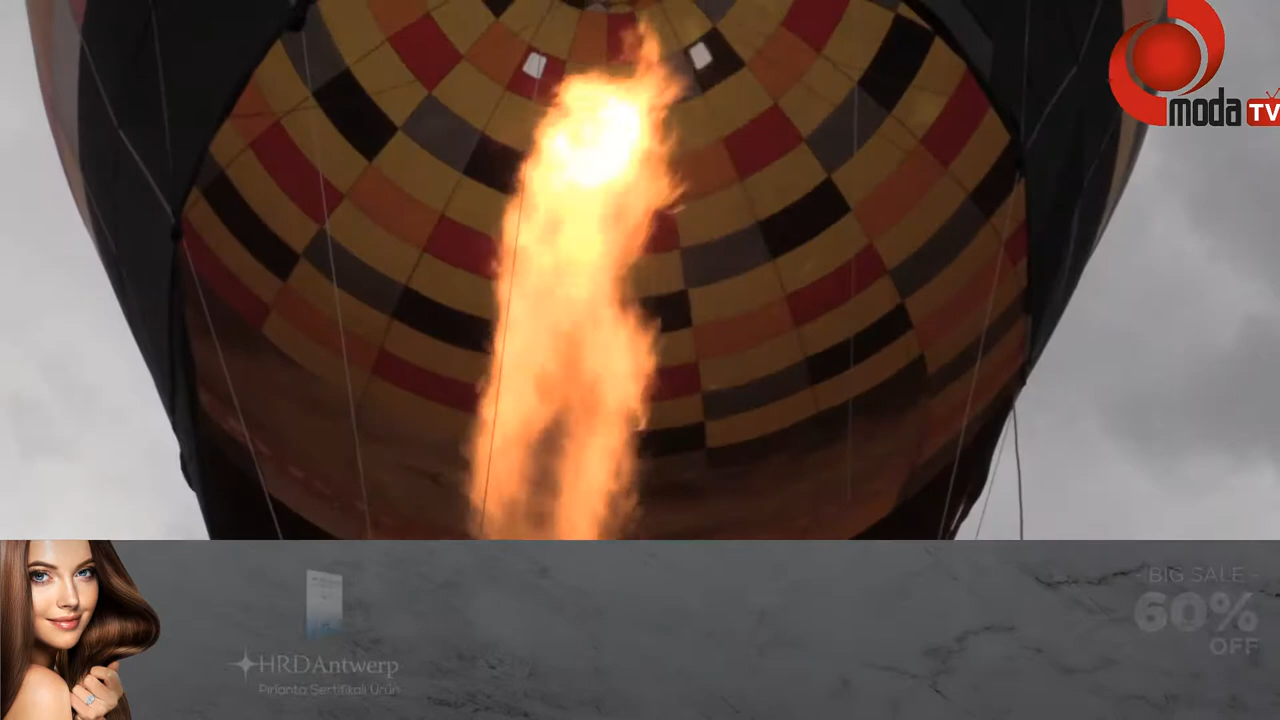 moda TV
- BIG SALE -
60%
OFF
HRDAntwerp
Pırlanta Sertifikalı Ürün